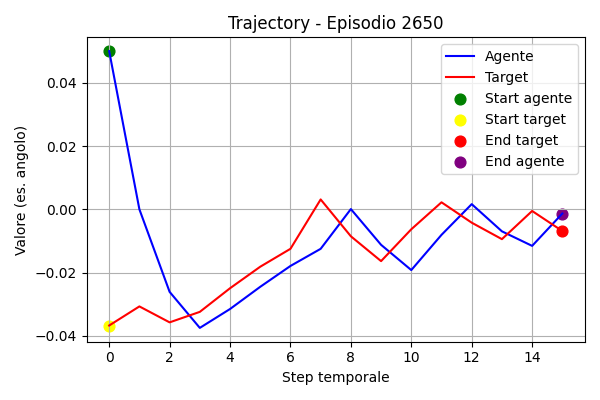 Trajectory - Episodio 2650
Agente
Target
Start agente
Start target
End target
End agente
Valore (es. angolo)
0.04
0.02
0.00
−0.02
−0.04
0 2 4 6 8 10 12 14
Step temporale